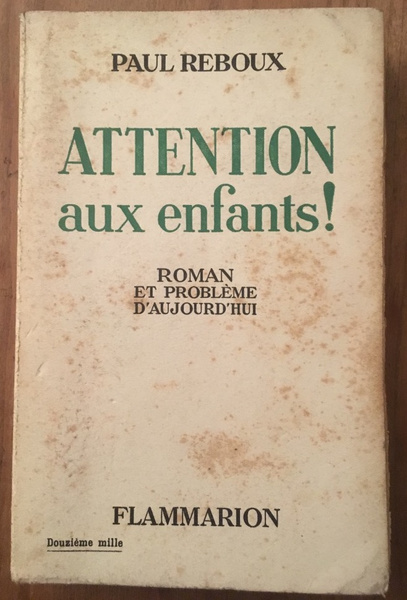 PAUL REBOUX
ATTENTION
aux enfants!
ROMAN
ET PROBLÈME
D'AUJOURD'HUI
FLAMMARION
Douzième mille